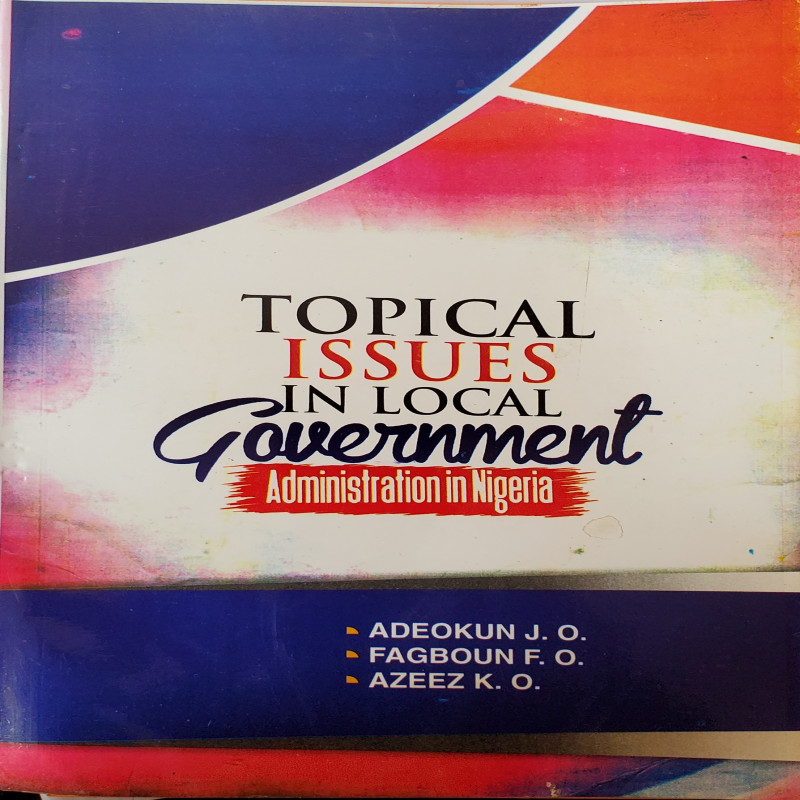 TOPICAL
ISSUES
IN LOCAL
Government
Administration in Nigeria
ADEOKUN J. O.
FAGBOUN F. O.
AZEEZ K. O.